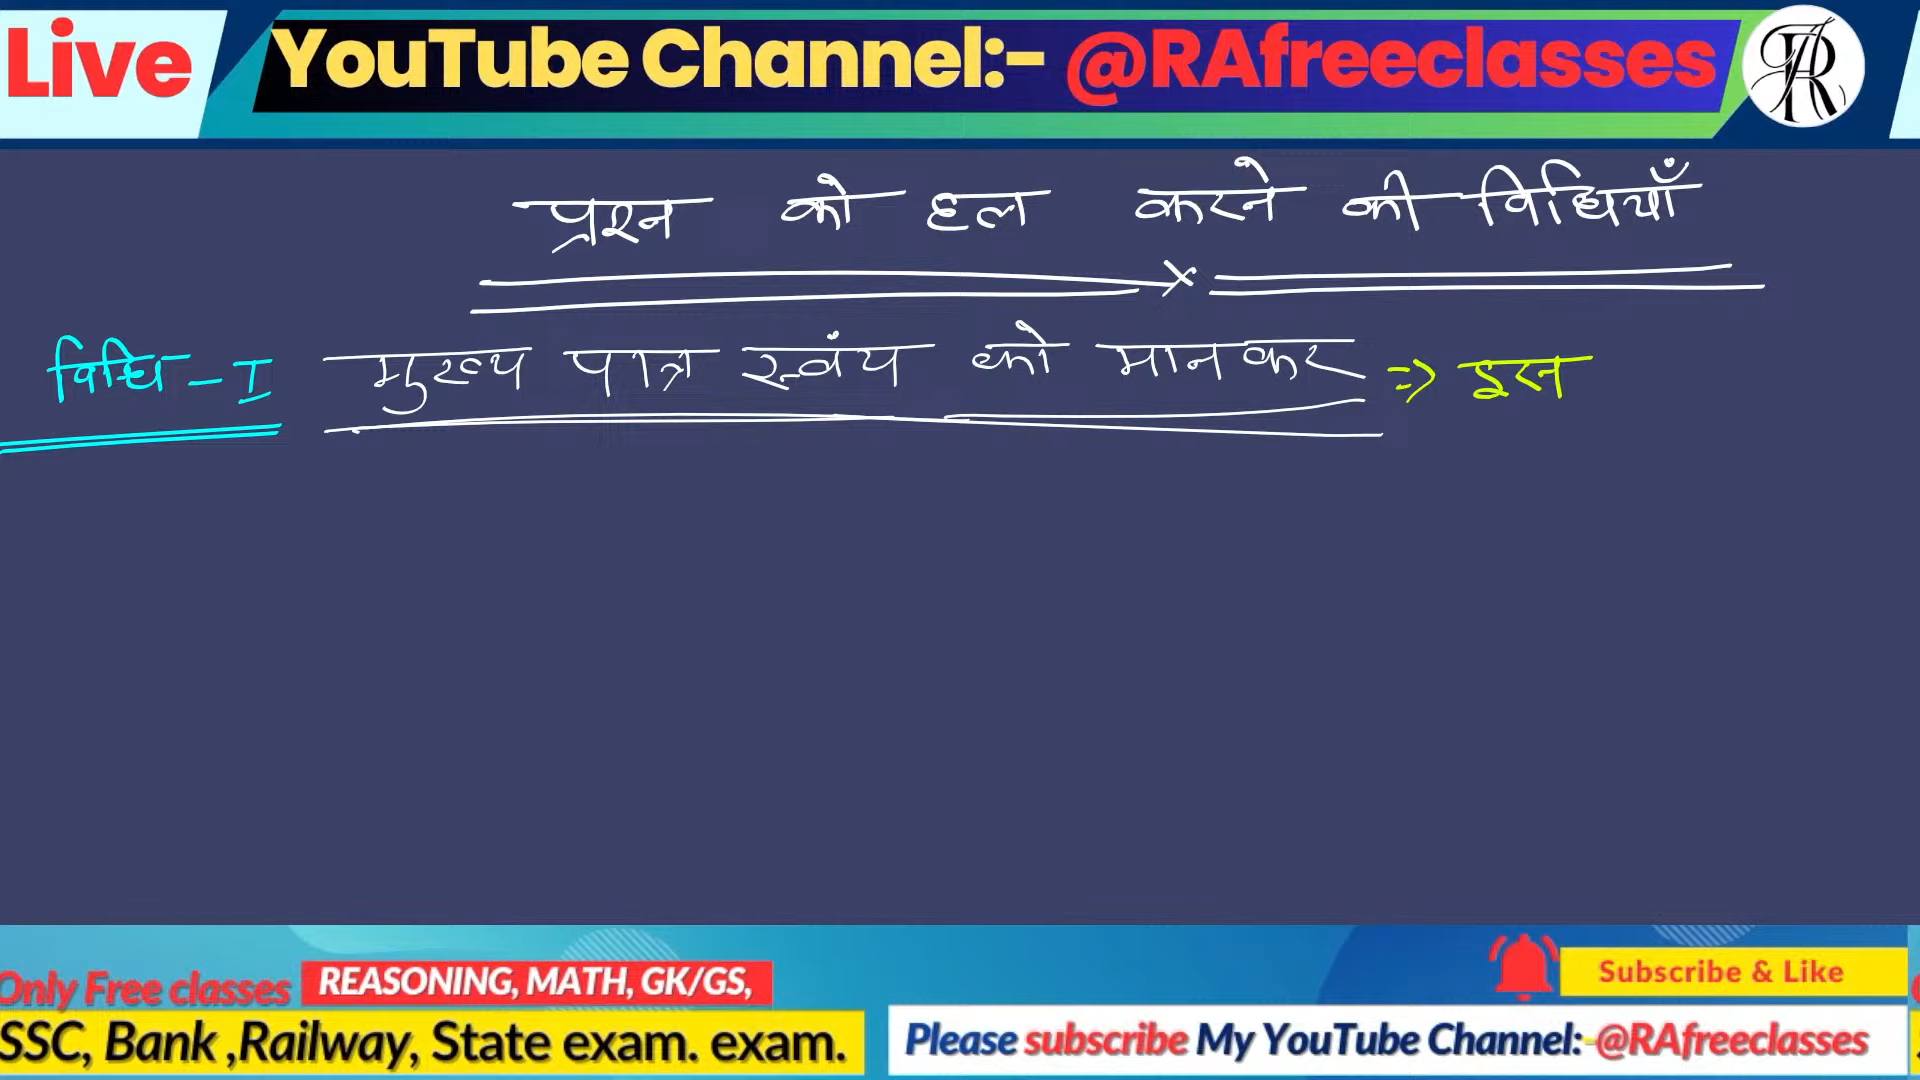 Live YouTube Channel:- @RAfreeclasses
प्रश्न को हल करने की विधियाँ
विधि - I मुख्य पात्र स्वंय को मानकर => इस
Only Free classes REASONING, MATH, GK/GS,
Subscribe & Like
SSC, Bank ,Railway, State exam. exam.
Please subscribe My YouTube Channel:-@RAfreeclasses